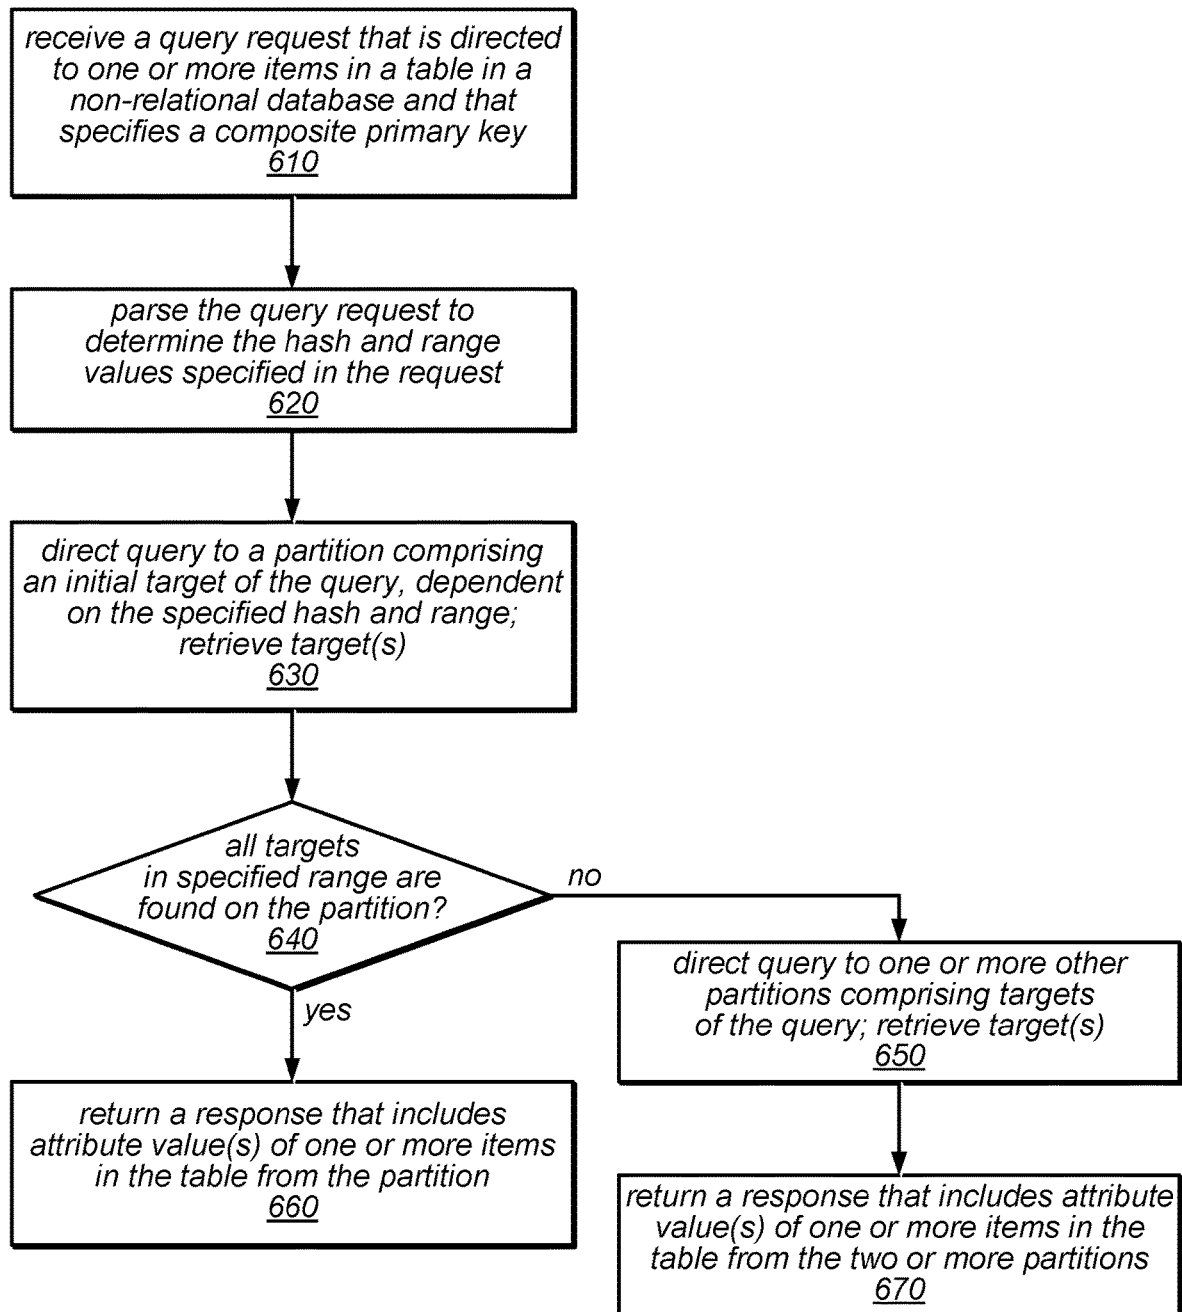 receive a query request that is directed
to one or more items in a table in a
non-relational database and that
specifies a composite primary key
610
parse the query request to
determine the hash and range
values specified in the request
620
direct query to a partition comprising
an initial target of the query, dependent
on the specified hash and range;
retrieve target(s)
630
all targets
in specified range are
found on the partition?
640
no
yes
direct query to one or more other
partitions comprising targets
of the query; retrieve target(s)
650
return a response that includes
attribute value(s) of one or more items
in the table from the partition
660
return a response that includes attribute
value(s) of one or more items in the
table from the two or more partitions
670